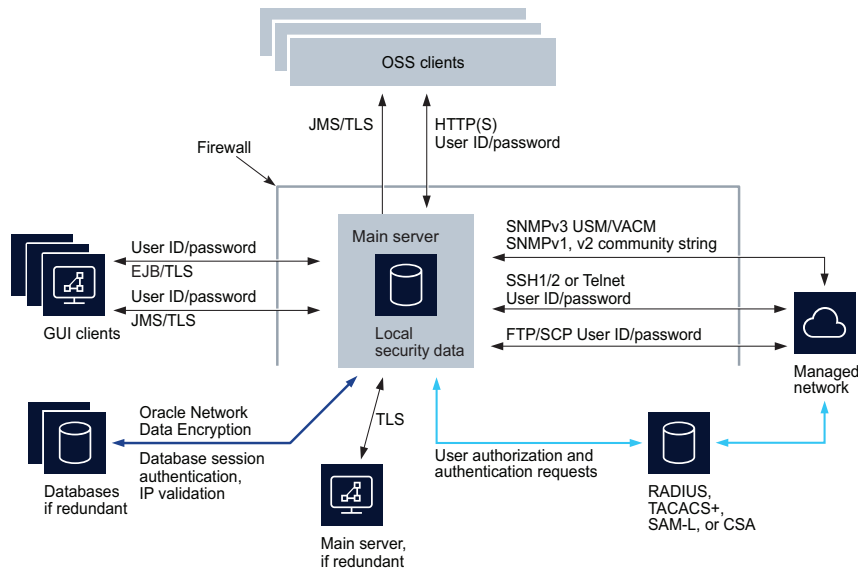 OSS clients
JMS/TLS
HTTP(S)
User ID/password
Firewall
Main server
Local
security data
SNMPv3 USM/VACM
SNMPv1, v2 community string
User ID/password
EJB/TLS
User ID/password
JMS/TLS
GUI clients
SSH1/2 or Telnet
User ID/password
FTP/SCP User ID/password
Managed
network
Oracle Network
Data Encryption
Database session
authentication,
IP validation
Databases
if redundant
TLS
Main server,
if redundant
User authorization and
authentication requests
RADIUS,
TACACS+,
SAM-L, or CSA